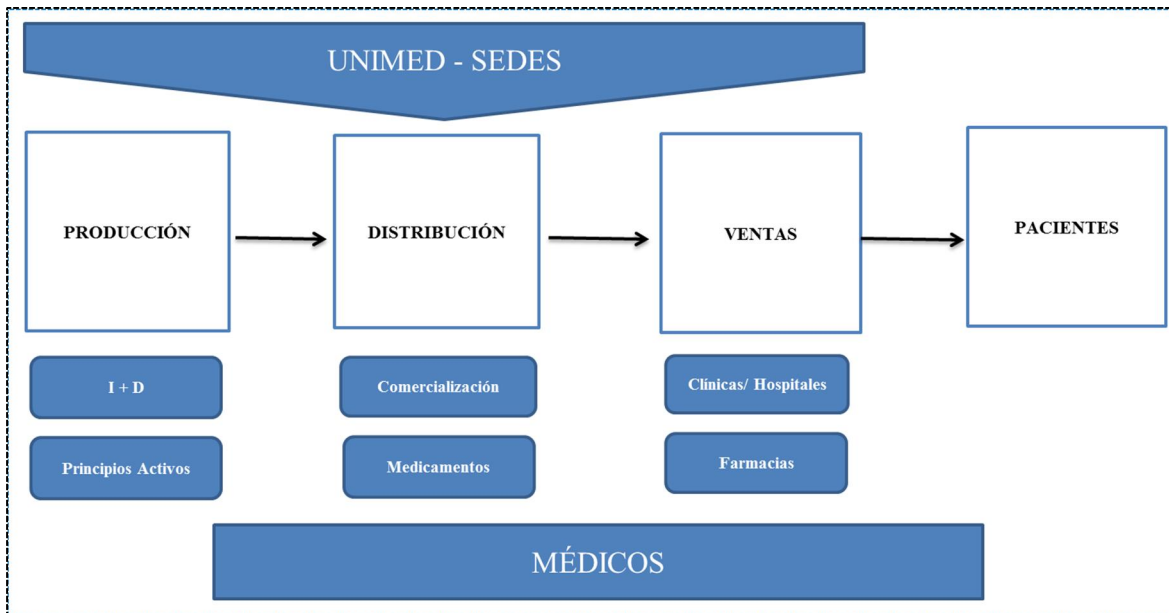 UNIMED - SEDES
PRODUCCIÓN
DISTRIBUCIÓN
VENTAS
PACIENTES
I + D
Comercialización
Clínicas/ Hospitales
Principios Activos
Medicamentos
Farmacias
MÉDICOS